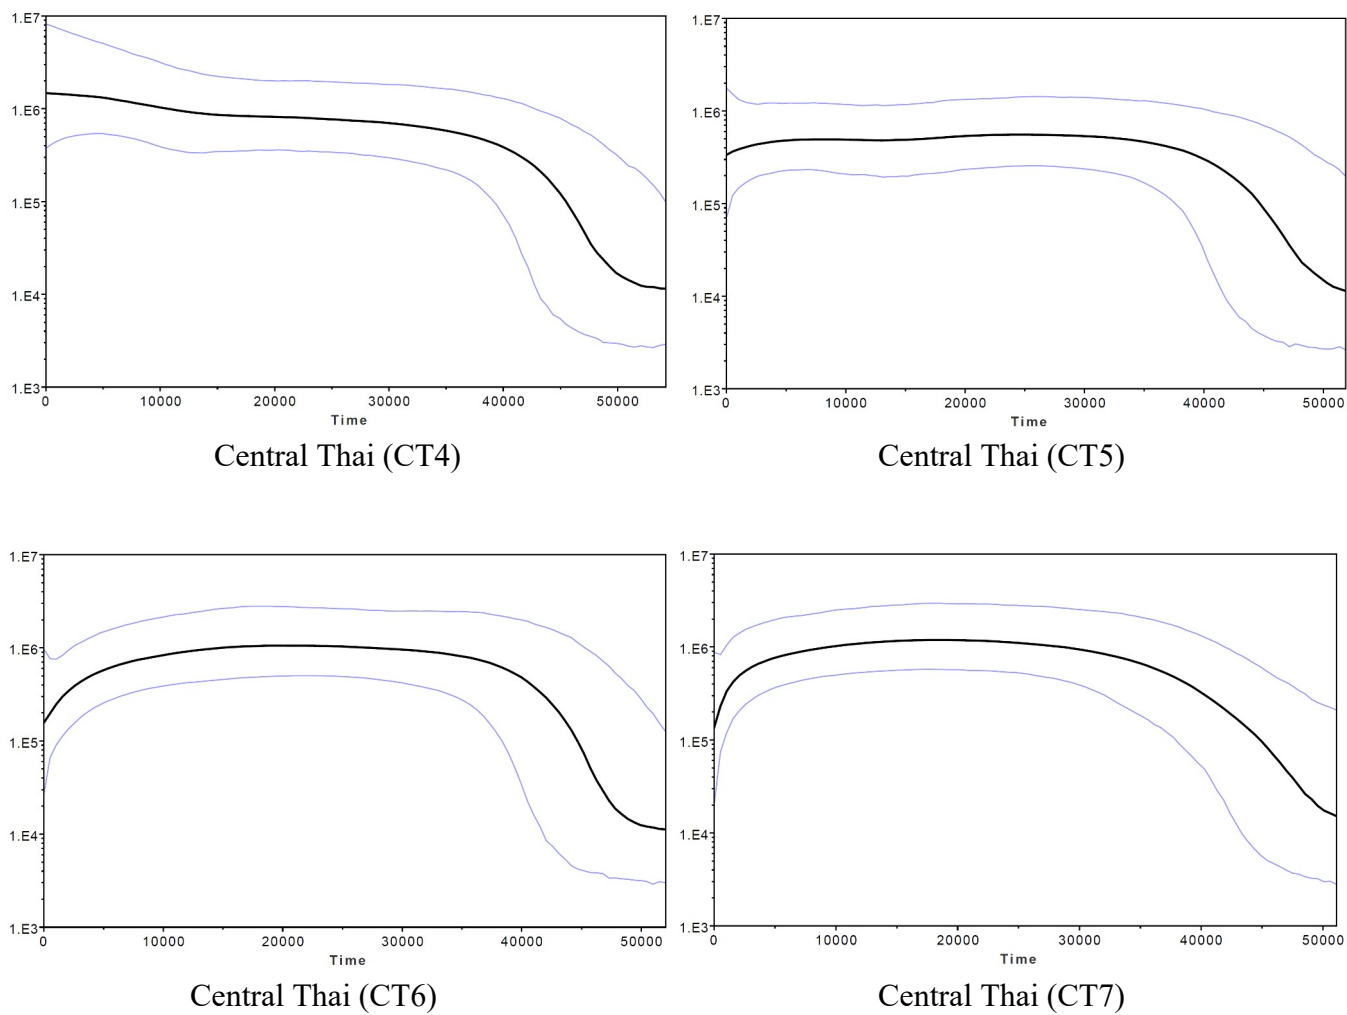 1.E7
1.E6
1.E5
1.E4
1.E3
0 10000 20000 30000 40000 50000
Time
Central Thai (CT4)
1.E7
1.E6
1.E5
1.E4
1.E3
0 10000 20000 30000 40000 50000
Time
Central Thai (CT5)
1.E7
1.E6
1.E5
1.E4
1.E3
0 10000 20000 30000 40000 50000
Time
Central Thai (CT6)
1.E7
1.E6
1.E5
1.E4
1.E3
0 10000 20000 30000 40000 50000
Time
Central Thai (CT7)